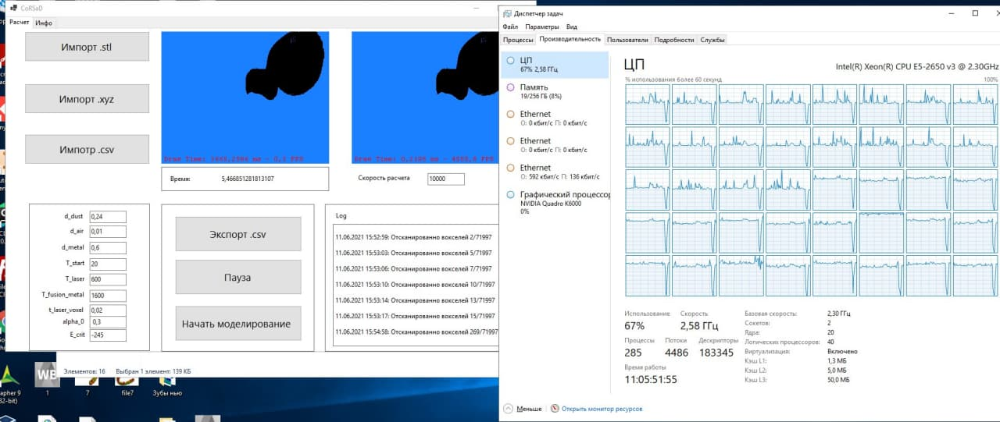 CoRSaD
Расчет Инфо
Импорт .stl
Импорт .xyz
Импотр .csv
Draw Time:
FPS
Draw Time:
FPS
Время: 5,466851281813107
Скорость расчета 10000
d_dust 0,24
d_air 0,01
d_metal 0,6
T_start 20
T_laser 600
T_fusion_metal 1600
t_laser_voxel 0,02
alpha_0 0,3
E_crit -245
Экспорт .csv
Пауза
Начать моделирование
Log
11.06.2021 15:52:59: Отсканированно вокселей 2/71997
11.06.2021 15:53:03: Отсканированно вокселей 5/71997
11.06.2021 15:53:06: Отсканированно вокселей 7/71997
11.06.2021 15:53:10: Отсканированно вокселей 10/71997
11.06.2021 15:53:14: Отсканированно вокселей 13/71997
11.06.2021 15:53:17: Отсканированно вокселей 15/71997
11.06.2021 15:54:58: Отсканированно вокселей 269/71997
Элементов: 16 Выбран 1 элемент: 139 КБ
WB
apher 9
32-bit)
1
7
file7
Зубы нью
Диспетчер задач
Файл Параметры Вид
Процессы Производительность Пользователи Подробности Службы
ЦП
67% 2,58 ГГц
Память
19/256 ГБ (8%)
Ethernet
О: 0 кбит/с П: 0 кбит/с
Ethernet
О: 0 кбит/с П: 0 кбит/с
Ethernet
О: 592 кбит/с П: 136 кбит/с
Графический процессор
NVIDIA Quadro K6000
0%
ЦП
Intel(R) Xeon(R) CPU E5-2650 v3 @ 2.30GHz
% использования более 60 секунд 100%
Использование Скорость
67% 2,58 ГГц
Процессы Потоки Дескрипторы
285 4486 183345
Время работы
11:05:51:55
Базовая скорость: 2,30 ГГц
Сокетов: 2
Ядра: 20
Логических процессоров: 40
Виртуализация: Включено
Кэш L1: 1,3 МБ
Кэш L2: 5,0 МБ
Кэш L3: 50,0 МБ
Меньше Открыть монитор ресурсов